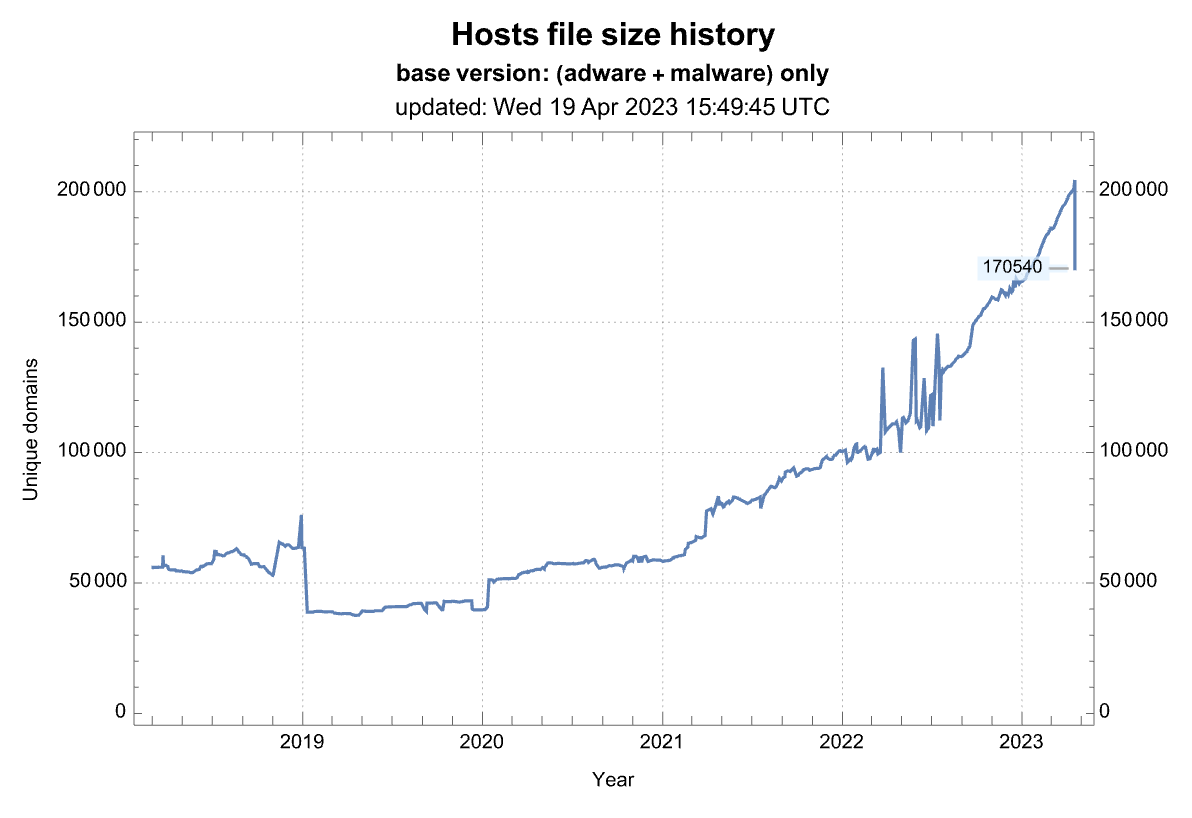 Hosts file size history
base version: (adware + malware) only
updated: Wed 19 Apr 2023 15:49:45 UTC
200 000 200 000
170540
150 000 150 000
Unique domains
100 000 100 000
50 000 50 000
0 0
2019 2020 2021 2022 2023
Year